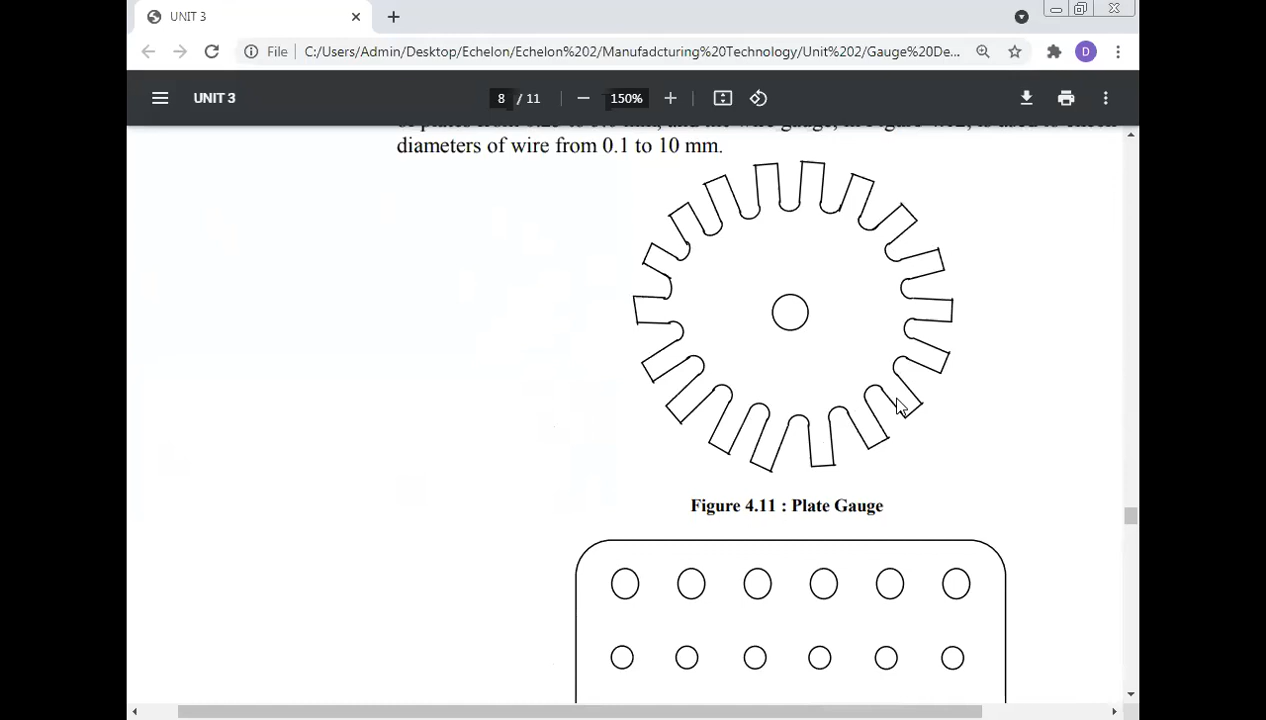 UNIT 3
File
C:/Users/Admin/Desktop/Echelon/Echelon%202/Manufadcturing%20Technology/Unit%202/Gauge%20De...
D
UNIT 3
8 / 11
150%
diameters of wire from 0.1 to 10 mm.
Figure 4.11 : Plate Gauge